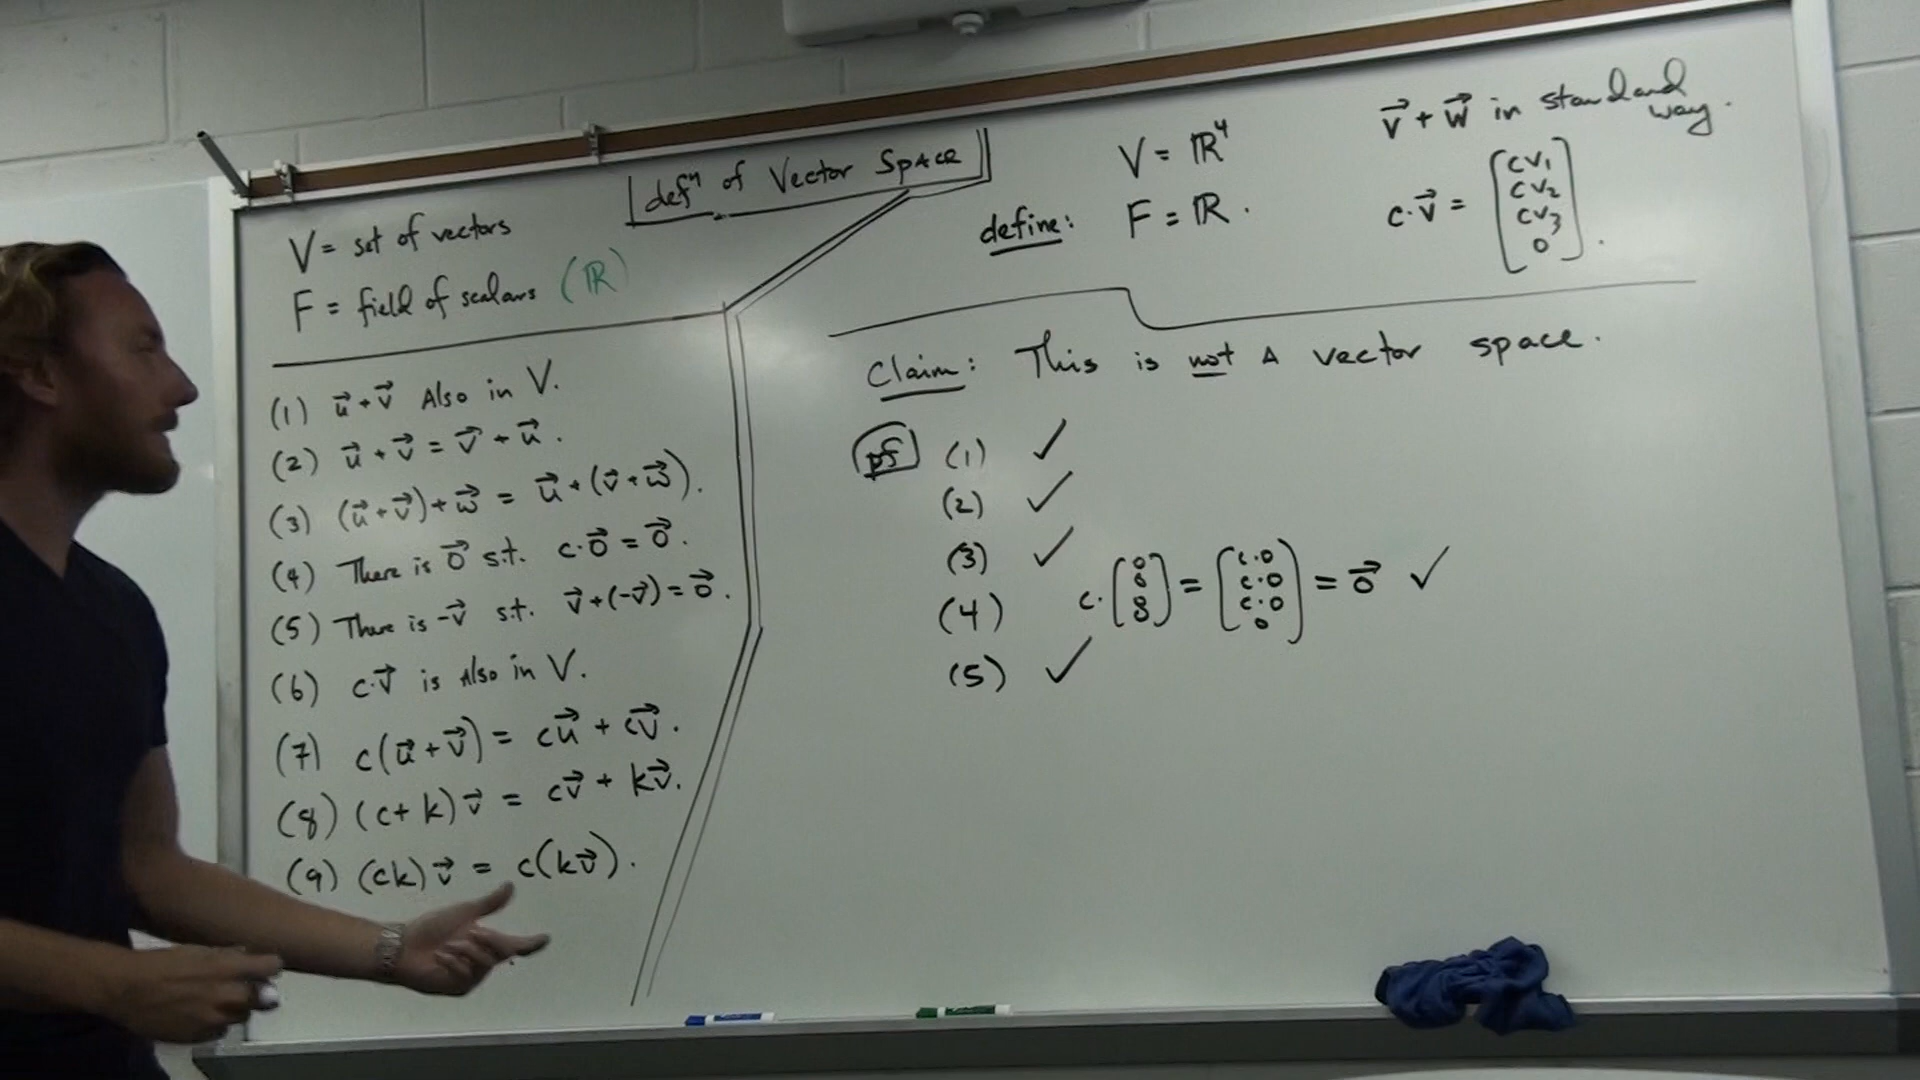 defⁿ of Vector Space
V = set of vectors
F = field of scalars (ℝ)
(1) u⃗ + v⃗ Also in V.
(2) u⃗ + v⃗ = v⃗ + u⃗.
(3) (u⃗ + v⃗) + w⃗ = u⃗ + (v⃗ + w⃗).
(4) There is 0⃗ s.t. c·0⃗ = 0⃗.
(5) There is -v⃗ s.t. v⃗ + (-v⃗) = 0⃗.
(6) c·v⃗ is Also in V.
(7) c(u⃗ + v⃗) = cu⃗ + cv⃗.
(8) (c + k)v⃗ = cv⃗ + kv⃗.
(9) (ck)v⃗ = c(kv⃗).
define: V = ℝ⁴
F = ℝ.
v⃗ + w⃗ in standard way.
c·v⃗ = [cv₁ cv₂ cv₃ 0].
Claim: This is not A vector space.
pf (1) ✓
(2) ✓
(3) ✓
(4) c·[0 0 0 0] = [c·0 c·0 c·0 0] = 0⃗ ✓
(5) ✓